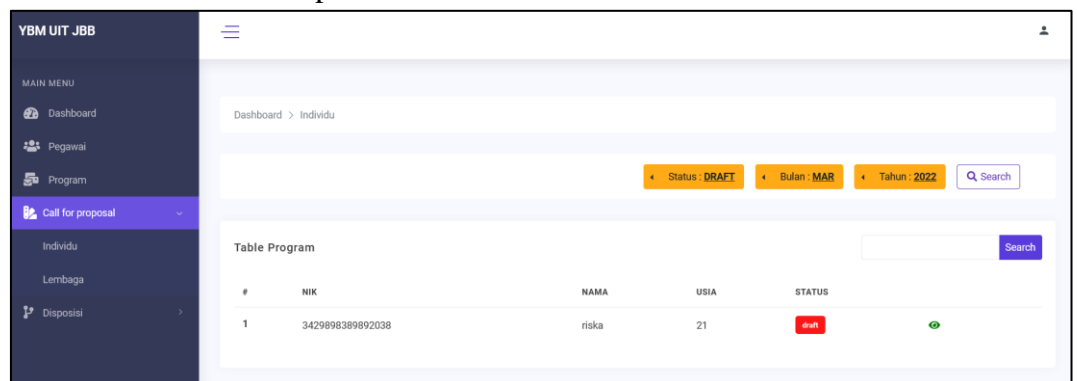 YBM UIT JBB
MAIN MENU
Dashboard
Pegawai
Program
Call for proposal
Individu
Lembaga
Disposisi
Dashboard > Individu
Status : DRAFT Bulan : MAR Tahun : 2022 Search
Table Program Search
# NIK NAMA USIA STATUS
1 3429898389892038 riska 21 draft